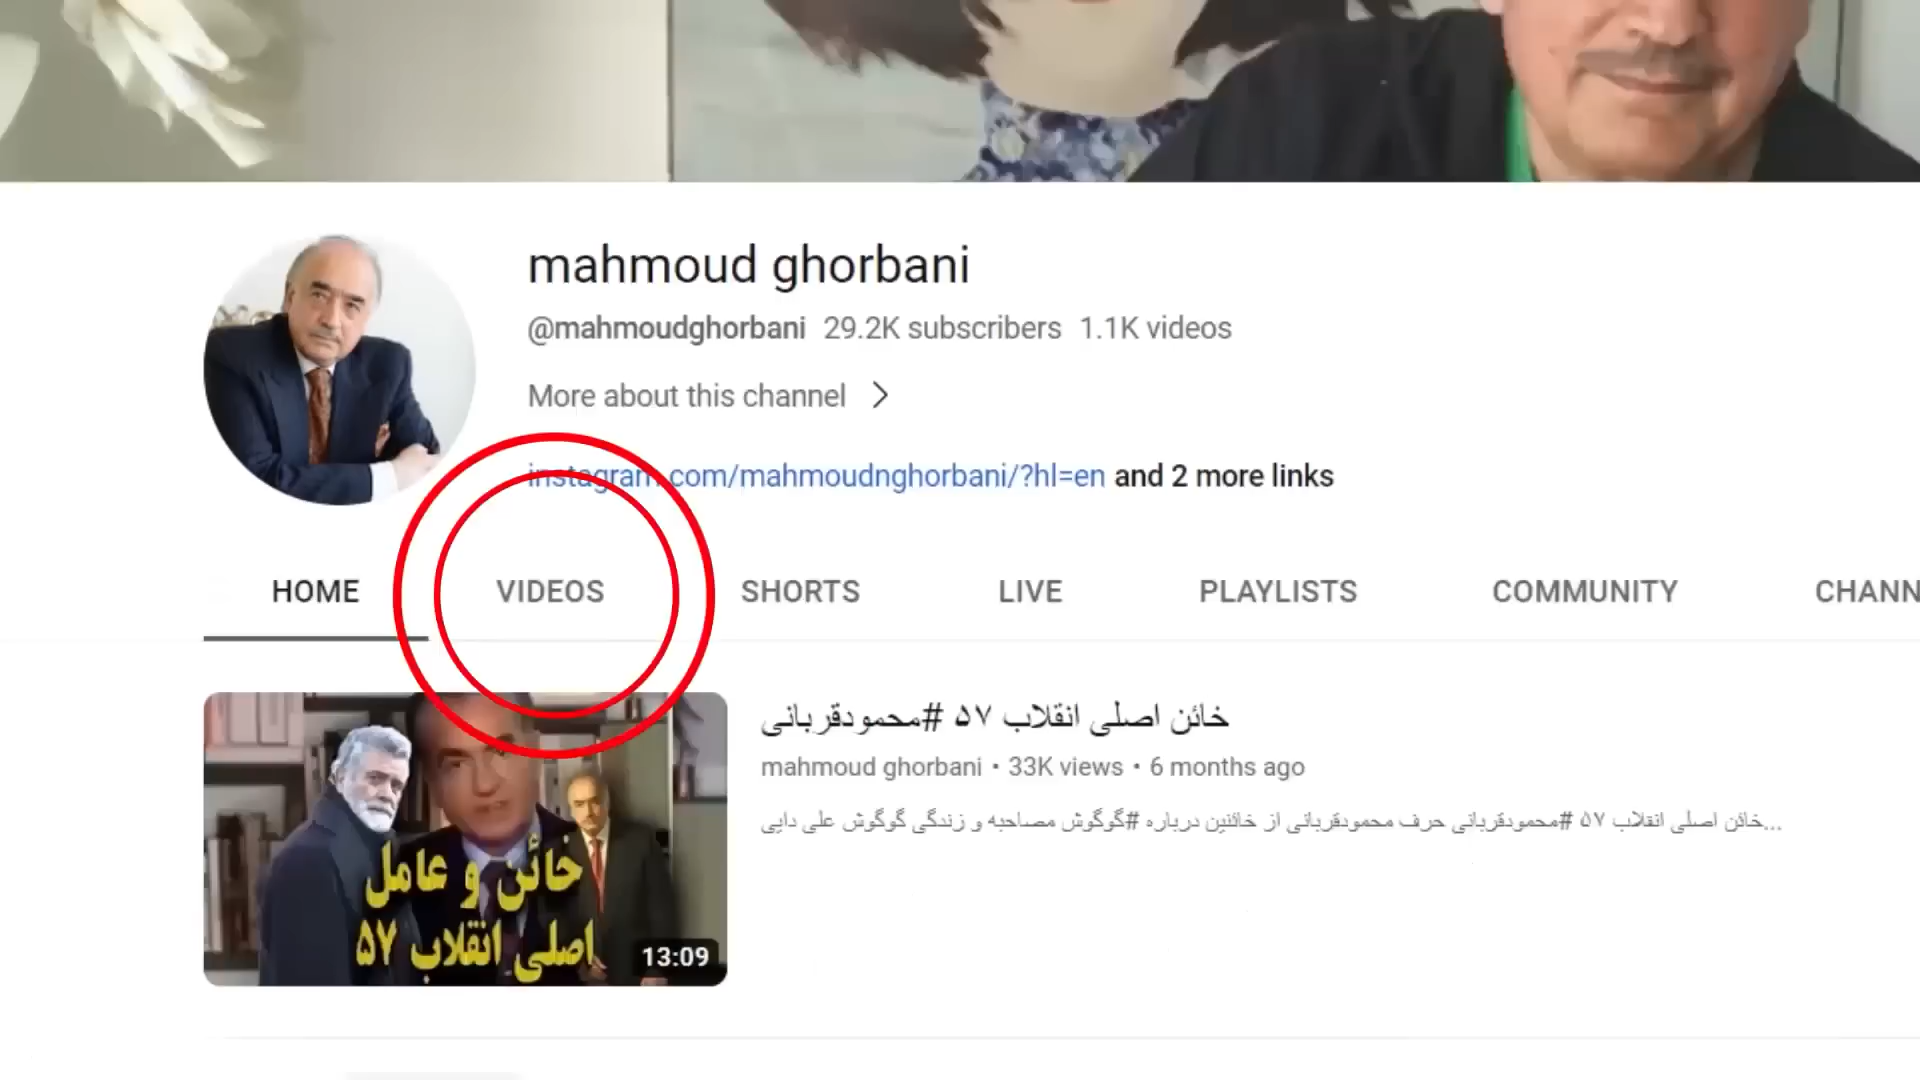 mahmoud ghorbani
@mahmoudghorbani 29.2K subscribers 1.1K videos
More about this channel
instagram.com/mahmoudnghorbani/?hl=en and 2 more links
HOME VIDEOS SHORTS LIVE PLAYLISTS COMMUNITY CHANN
خائن اصلی انقلاب ۵۷ #محمودقربانی
mahmoud ghorbani • 33K views • 6 months ago
خائن اصلی انقلاب ۵۷ #محمودقربانی حرف محمودقربانی از خائنین درباره #گوگوش مصاحبه و زندگی گوگوش علی دایی...
خائن و عامل
اصلی انقلاب ۵۷
13:09